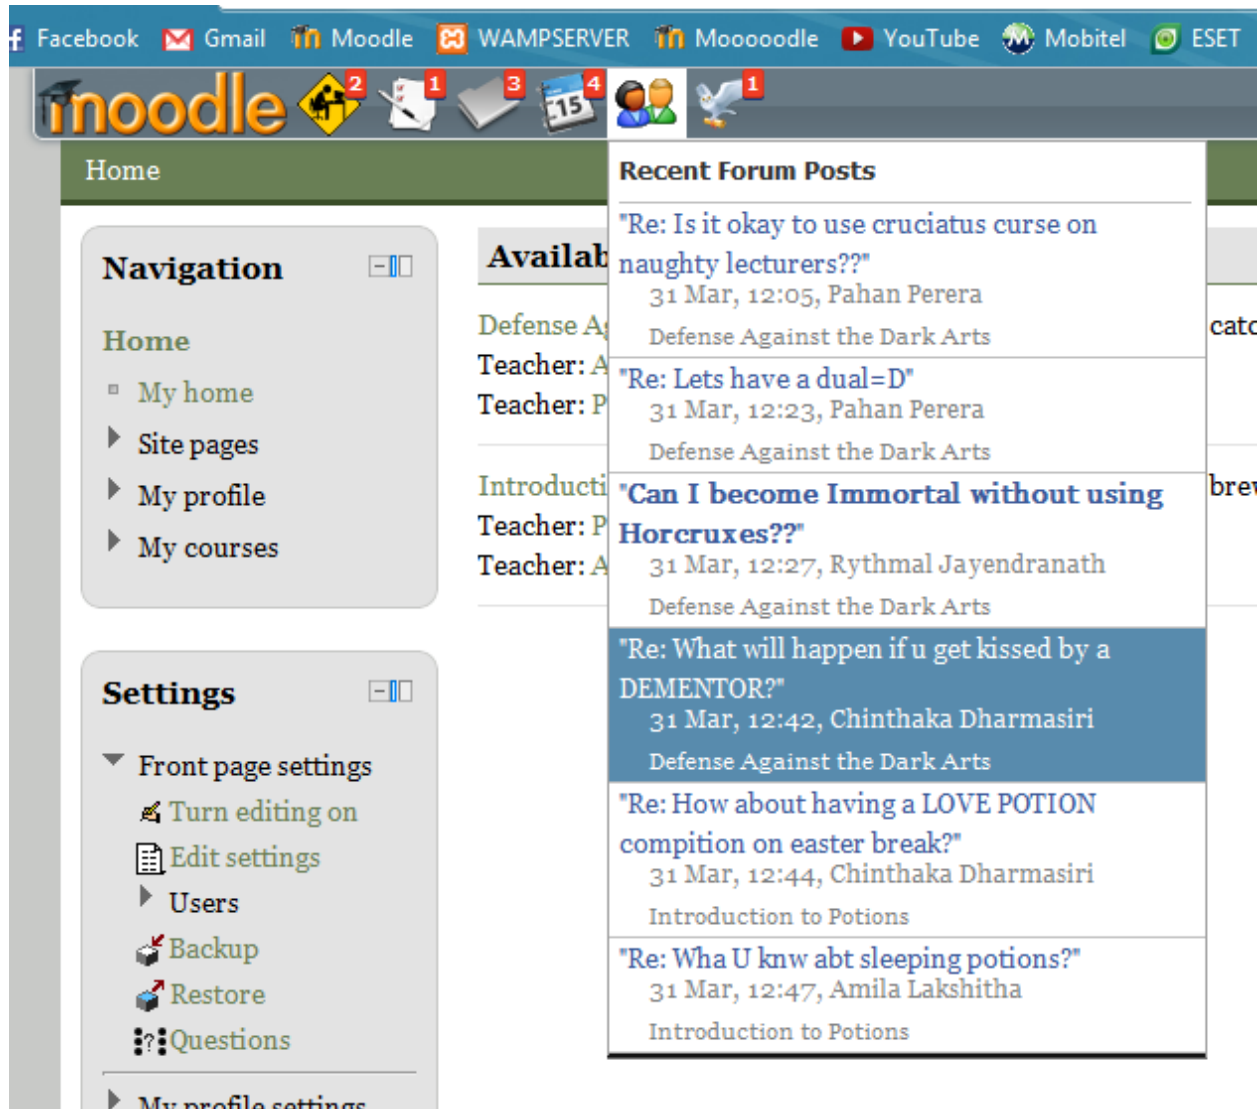 Facebook Gmail Moodle WAMPSERVER Mooooodle YouTube Mobitel ESET
moodle 2 1 3 15 4 1
Home
Recent Forum Posts
"Re: Is it okay to use cruciatus curse on
naughty lecturers??"
31 Mar, 12:05, Pahan Perera
Defense Against the Dark Arts
"Re: Lets have a dual=D"
31 Mar, 12:23, Pahan Perera
Defense Against the Dark Arts
"Can I become Immortal without using
Horcruxes??"
31 Mar, 12:27, Rythmal Jayendranath
Defense Against the Dark Arts
"Re: What will happen if u get kissed by a
DEMENTOR?"
31 Mar, 12:42, Chinthaka Dharmasiri
Defense Against the Dark Arts
"Re: How about having a LOVE POTION
compition on easter break?"
31 Mar, 12:44, Chinthaka Dharmasiri
Introduction to Potions
"Re: Wha U knw abt sleeping potions?"
31 Mar, 12:47, Amila Lakshitha
Introduction to Potions
Navigation
Home
My home
Site pages
My profile
My courses
Settings
Front page settings
Turn editing on
Edit settings
Users
Backup
Restore
Questions
My profile settings
Availab
Defense Ag
Teacher: A
Teacher: P
Introducti
Teacher: P
Teacher: A